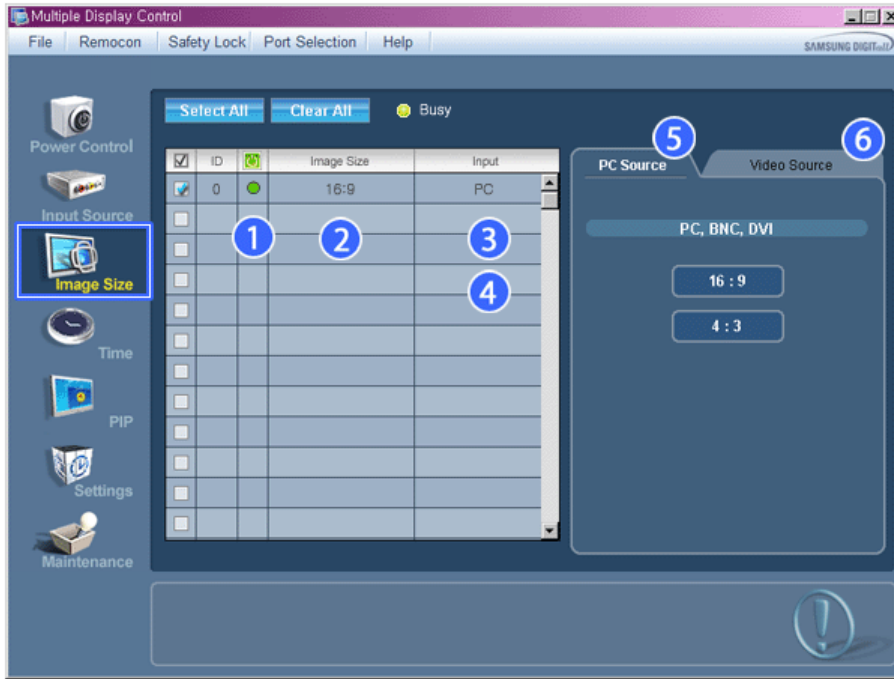 Multiple Display Control
File Remocon Safety Lock Port Selection Help
SAMSUNG DIGITall
Power Control
Input Source
Image Size
Time
PIP
Settings
Maintenance
Select All Clear All Busy
ID Image Size Input
0 16:9 PC
1 2 3
4
5 6
PC Source Video Source
PC, BNC, DVI
16 : 9
4 : 3